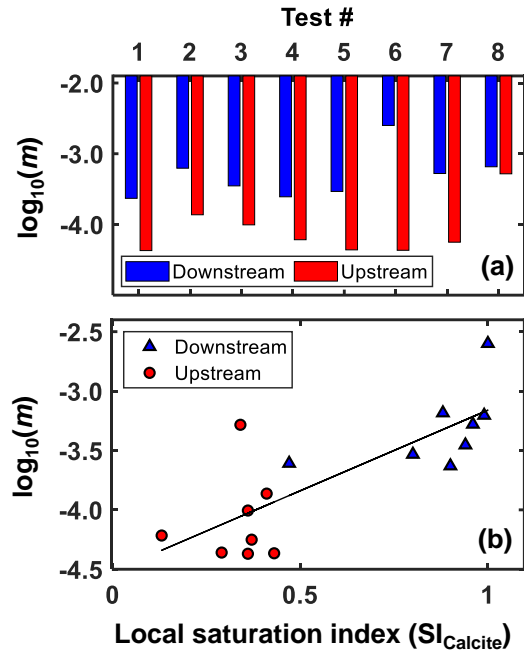 Test #
1 2 3 4 5 6 7 8
-2.0
-3.0
-4.0
log10(m)
Downstream Upstream
(a)
-2.5
-3.0
-3.5
-4.0
-4.5
log10(m)
Downstream
Upstream
(b)
0 0.5 1
Local saturation index (SICalcite)